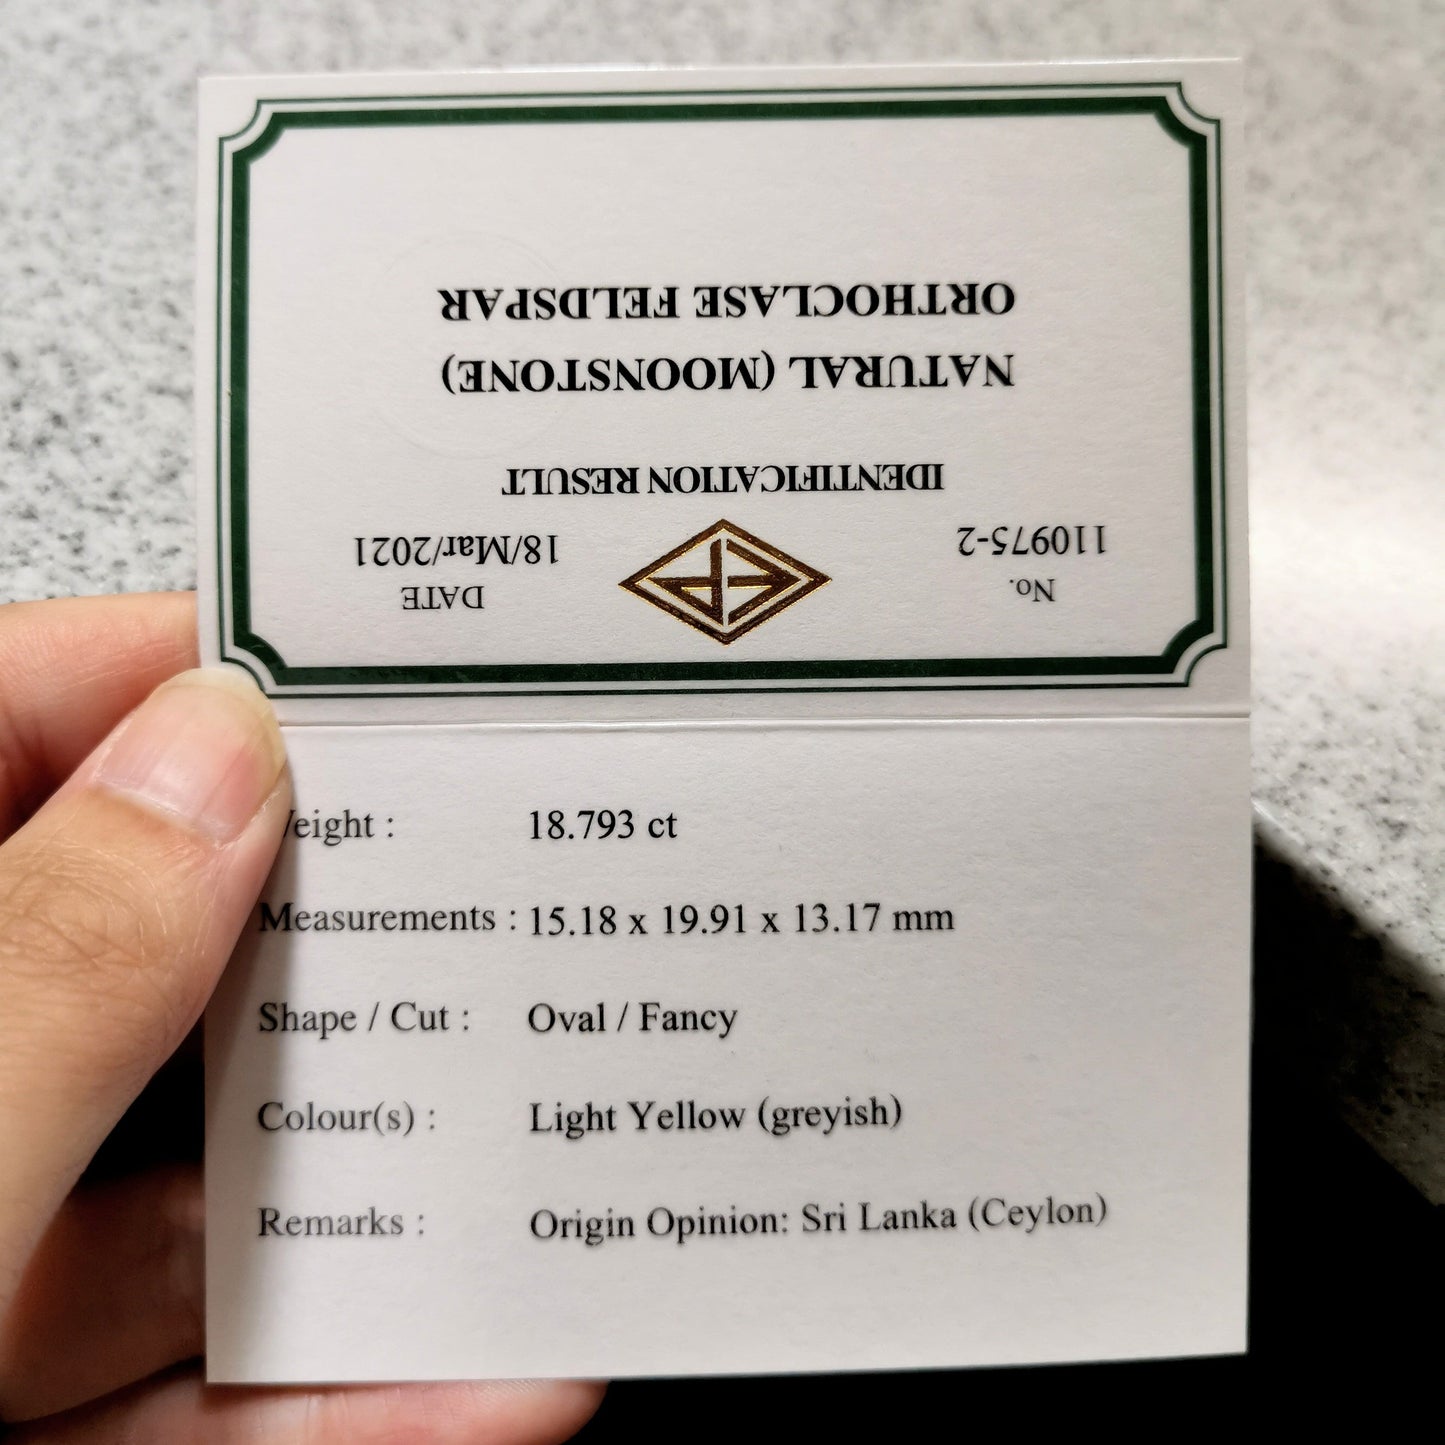 No.
110975-2
DATE
18/Mar/2021
IDENTIFICATION RESULT
NATURAL (MOONSTONE)
ORTHOCLASE FELDSPAR
Weight : 18.793 ct
Measurements : 15.18 x 19.91 x 13.17 mm
Shape / Cut : Oval / Fancy
Colour(s) : Light Yellow (greyish)
Remarks : Origin Opinion: Sri Lanka (Ceylon)